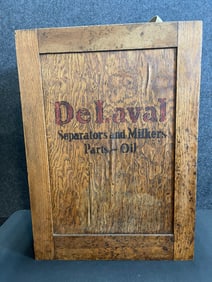 DeLaval
Separators and Milkers
Parts - Oil